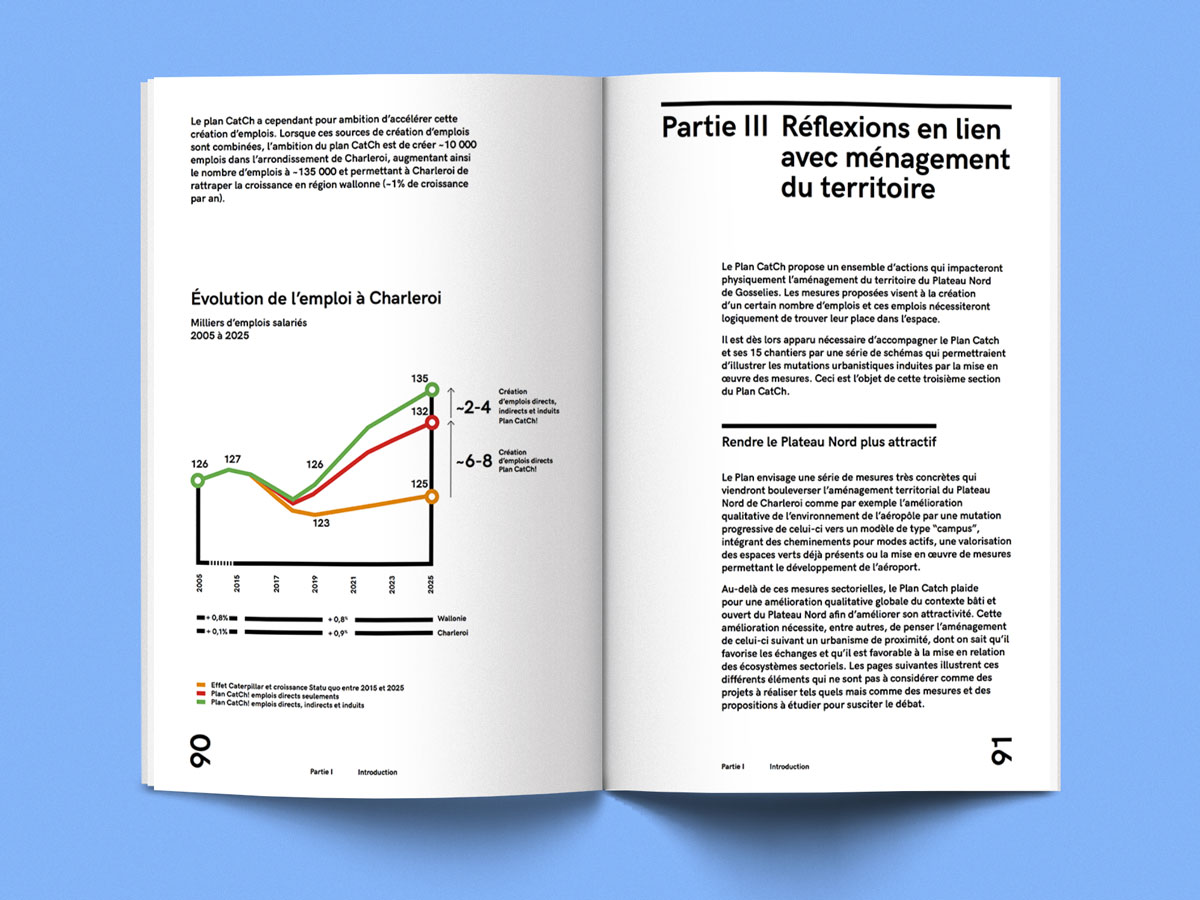 Le plan CatCh a cependant pour ambition d'accélérer cette
création d'emplois. Lorsque ces sources de création d'emplois
sont combinées, l'ambition du plan CatCh est de créer ~10 000
emplois dans l'arrondissement de Charleroi, augmentant ainsi
le nombre d'emplois à ~135 000 et permettant à Charleroi de
rattraper la croissance en région wallonne (~1% de croissance
par an).
Évolution de l'emploi à Charleroi
Milliers d'emplois salariés
2005 à 2025
135
132
126
127
126
125
123
~2-4
Création
d'emplois directs,
indirects et induits
Plan CatCh!
~6-8
Création
d'emplois directs
Plan CatCh!
2005
2015
2017
2019
2021
2023
2025
+ 0,8% + 0,8% Wallonie
+ 0,1% + 0,9% Charleroi
Effet Caterpillar et croissance Statu quo entre 2015 et 2025
Plan CatCh! emplois directs seulements
Plan CatCh! emplois directs, indirects et induits
90
Partie I Introduction
Partie III Réflexions en lien
avec ménagement
du territoire
Le Plan CatCh propose un ensemble d'actions qui impacteront
physiquement l'aménagement du territoire du Plateau Nord
de Gosselies. Les mesures proposées visent à la création
d'un certain nombre d'emplois et ces emplois nécessiteront
logiquement de trouver leur place dans l'espace.
Il est dès lors apparu nécessaire d'accompagner le Plan Catch
et ses 15 chantiers par une série de schémas qui permettraient
d'illustrer les mutations urbanistiques induites par la mise en
œuvre des mesures. Ceci est l'objet de cette troisième section
du Plan CatCh.
Rendre le Plateau Nord plus attractif
Le Plan envisage une série de mesures très concrètes qui
viendront bouleverser l'aménagement territorial du Plateau
Nord de Charleroi comme par exemple l'amélioration
qualitative de l'environnement de l'aéropôle par une mutation
progressive de celui-ci vers un modèle de type “campus”,
intégrant des cheminements pour modes actifs, une valorisation
des espaces verts déjà présents ou la mise en œuvre de mesures
permettant le développement de l'aéroport.
Au-delà de ces mesures sectorielles, le Plan Catch plaide
pour une amélioration qualitative globale du contexte bâti et
ouvert du Plateau Nord afin d'améliorer son attractivité. Cette
amélioration nécessite, entre autres, de penser l'aménagement
de celui-ci suivant un urbanisme de proximité, dont on sait qu'il
favorise les échanges et qu'il est favorable à la mise en relation
des écosystèmes sectoriels. Les pages suivantes illustrent ces
différents éléments qui ne sont pas à considérer comme des
projets à réaliser tels quels mais comme des mesures et des
propositions à étudier pour susciter le débat.
Partie I Introduction
91